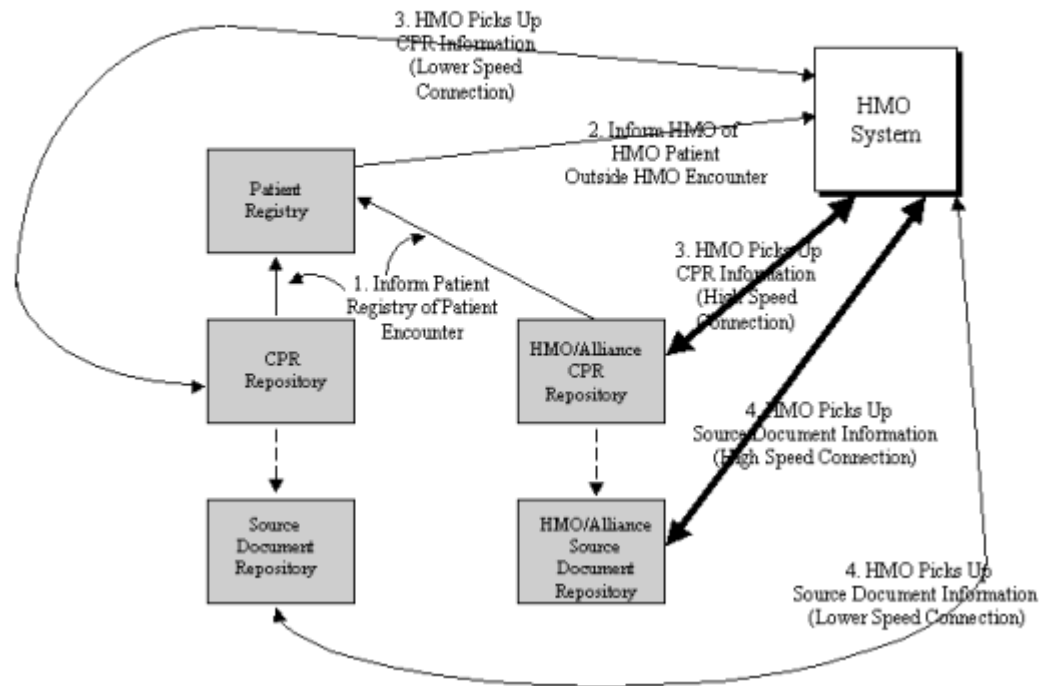 3. HMO Picks Up
CPR Information
(Lower Speed
Connection)
HMO
System
2. Inform HMO of
HMO Patient
Outside HMO Encounter
Patient
Registry
3. HMO Picks Up
CPR Information
(High Speed
Connection)
1. Inform Patient
Registry of Patient
Encounter
CPR
Repository
HMO/Alliance
CPR
Repository
4. HMO Picks Up
Source Document Information
(High Speed Connection)
Source
Document
Repository
HMO/Alliance
Source
Document
Repository
4. HMO Picks Up
Source Document Information
(Lower Speed Connection)